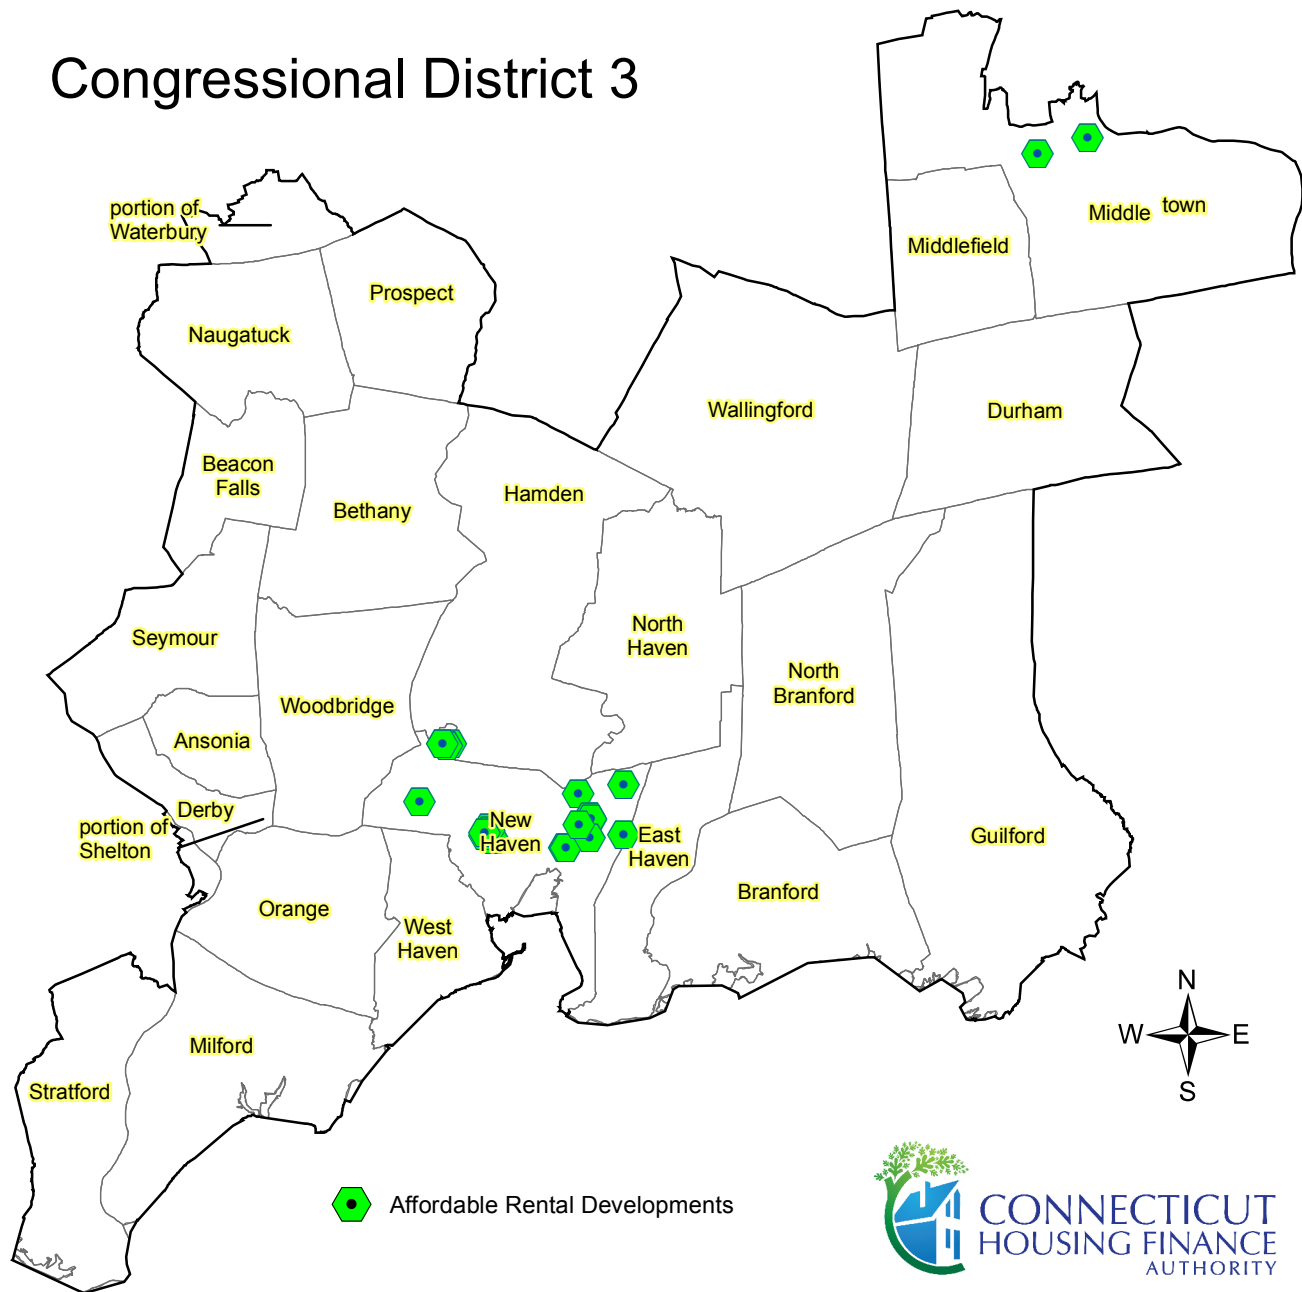 Congressional District 3
portion of
Waterbury
Middle town
Middlefield
Prospect
Naugatuck
Wallingford
Durham
Beacon
Falls
Hamden
Bethany
North
Haven
Seymour
North
Branford
Woodbridge
Ansonia
Derby
portion of
Shelton
New
Haven
East
Haven
Guilford
Branford
Orange
West
Haven
Milford
Stratford
N
W E
S
Affordable Rental Developments
CONNECTICUT
HOUSING FINANCE
AUTHORITY